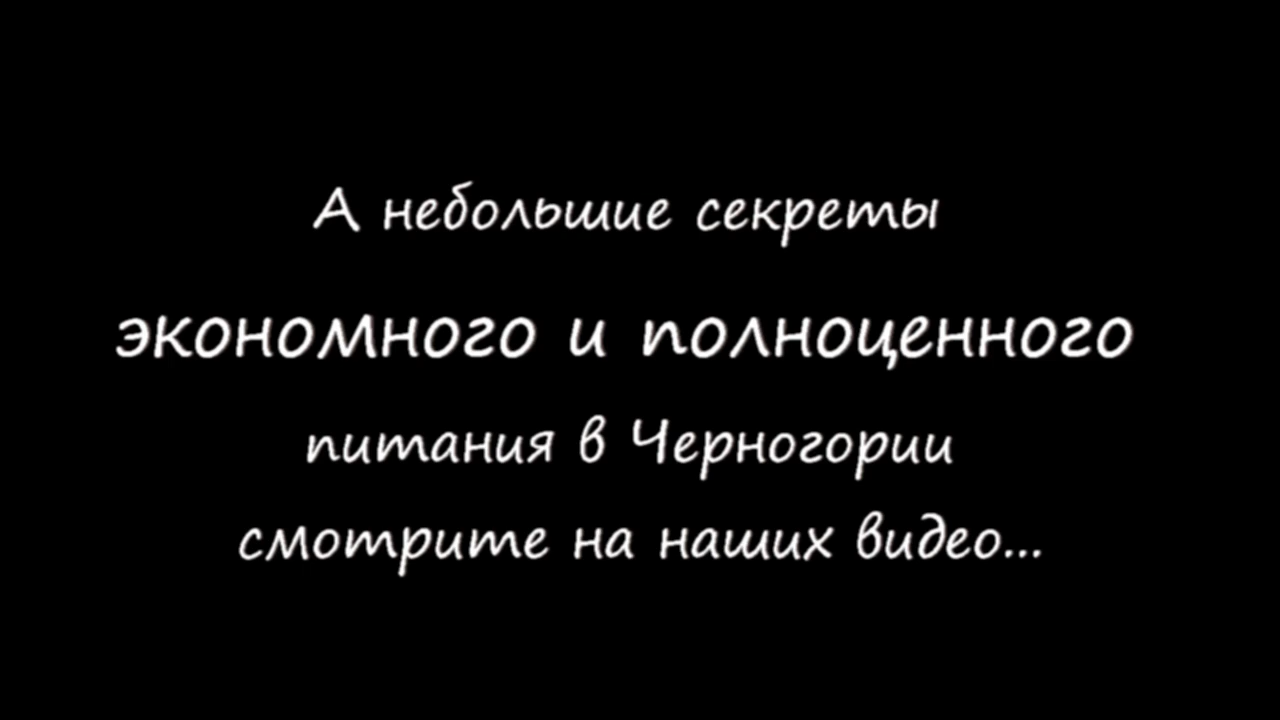 А небольшие секреты
экономного и полноценного
питания в Черногории
смотрите на наших видео...